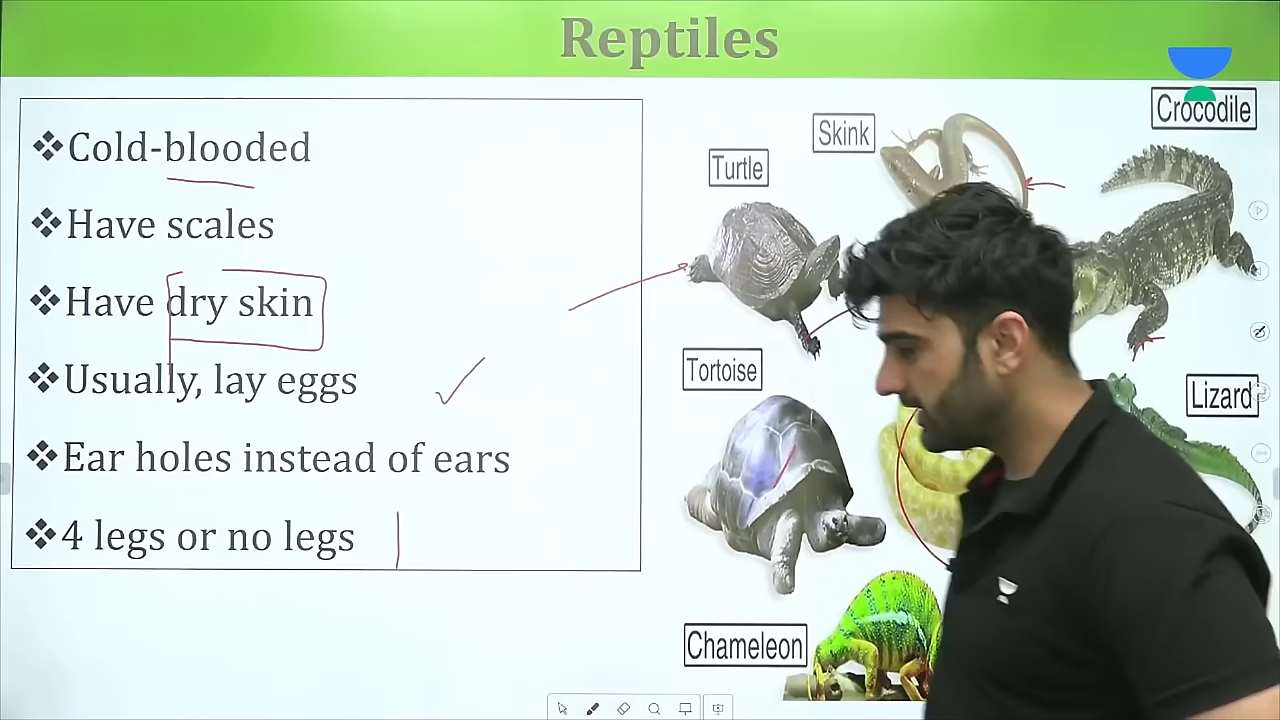 Reptiles
❖Cold-blooded
❖Have scales
❖Have dry skin
❖Usually, lay eggs
❖Ear holes instead of ears
❖4 legs or no legs
Skink
Crocodile
Turtle
Tortoise
Lizard
Chameleon